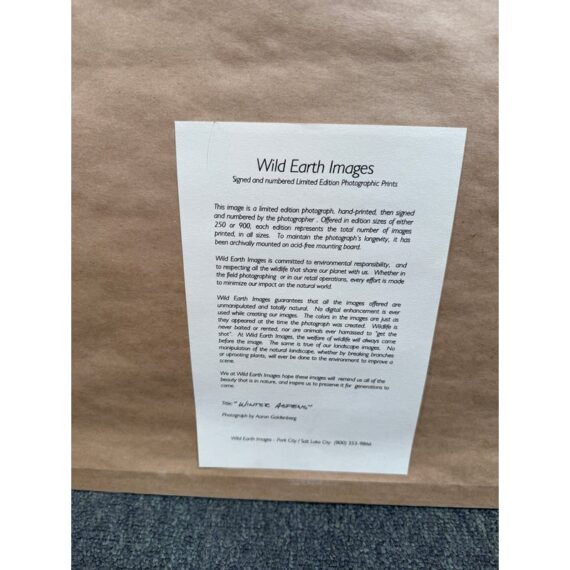 Wild Earth Images
Signed and numbered Limited Edition Photographic Prints
This image is a limited edition photograph, hand-printed, then signed
and numbered by the photographer . Offered in edition sizes of either
250 or 900, each edition represents the total number of images
printed, in all sizes. To maintain the photograph's longevity, it has
been archivally mounted on acid-free mounting board.
Wild Earth Images is committed to environmental responsibility, and
to respecting all the wildlife that share our planet with us. Whether in
the field photographing or in our retail operations, every effort is made
to minimize our impact on the natural world.
Wild Earth Images guarantees that all the images offered are
unmanipulated and totally natural. No digital enhancement is ever
used while creating our images. The colors in the images are just as
they appeared at the time the photograph was created. Wildlife is
never baited or rented, nor are animals ever harassed to "get the
shot". At Wild Earth Images, the welfare of wildlife will always come
before the image. The same is true of our landscape images. No
manipulation of the natural landscape, whether by breaking branches
or uprooting plants, will ever be done to the environment to improve a
scene.
We at Wild Earth Images hope these images will remind us all of the
beauty that is in nature, and inspire us to preserve it for generations to
come.
Title: "WINTER ASPENS"
Photograph by Aaron Goldenberg
Wild Earth Images - Park City / Salt Lake City (800) 353-9866